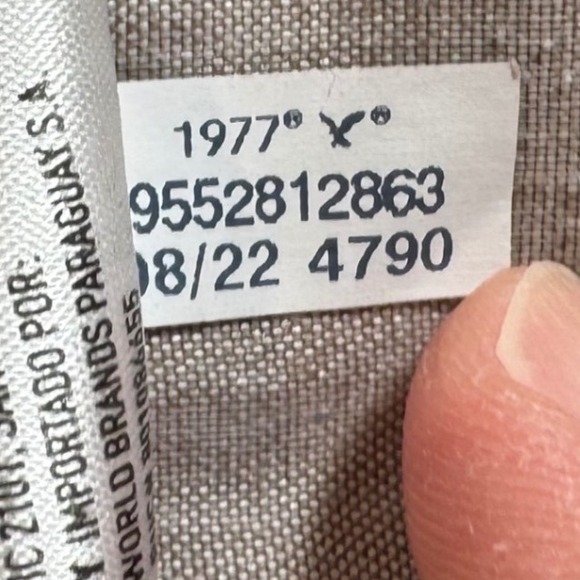 1977® ®
9552812863
08/22 4790
IMPORTADO POR:
WORLD BRANDS PARAGUAY S.A.